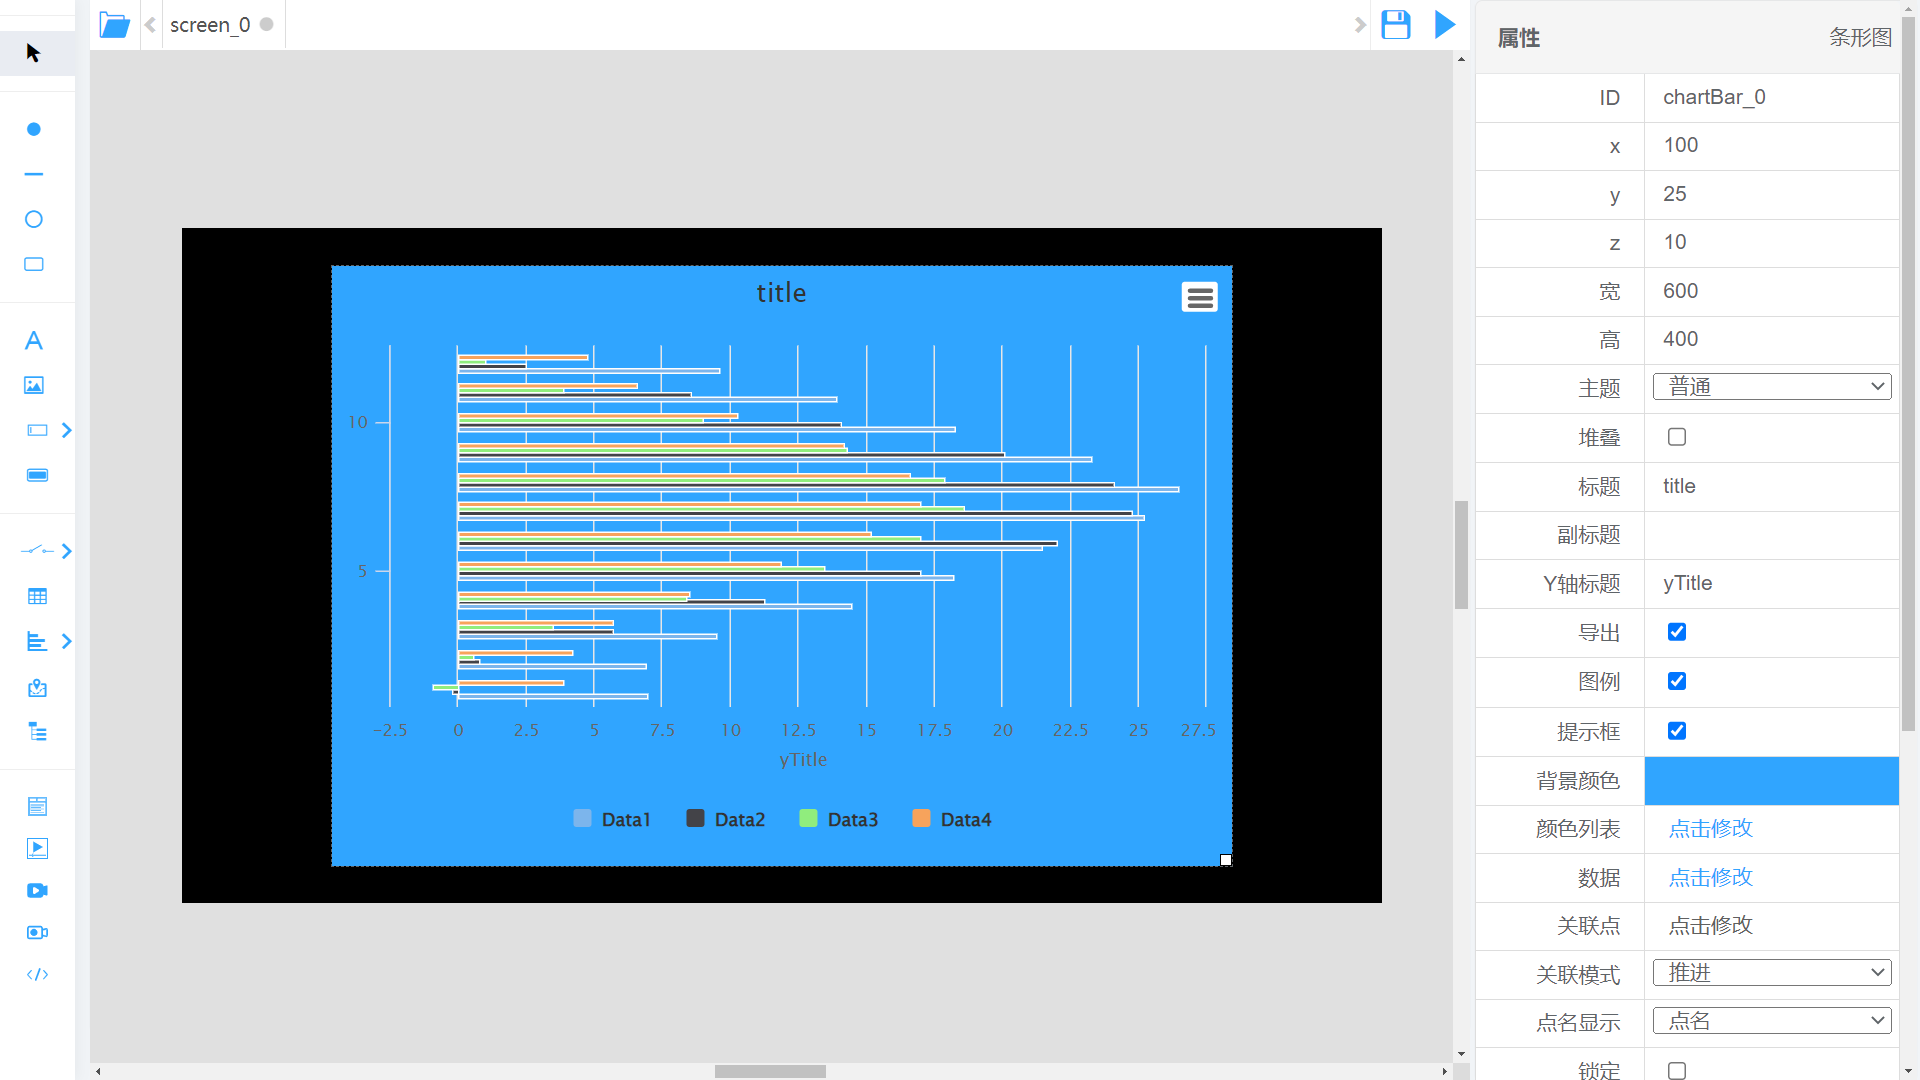 screen_0
title
10
5
−2.5 0 2.5 5 7.5 10 12.5 15 17.5 20 22.5 25 27.5
yTitle
Data1 Data2 Data3 Data4
属性 条形图
ID chartBar_0
x 100
y 25
z 10
宽 600
高 400
主题 普通
堆叠
标题 title
副标题
Y轴标题 yTitle
导出
图例
提示框
背景颜色
颜色列表 点击修改
数据 点击修改
关联点 点击修改
关联模式 推进
点名显示 点名
锁定